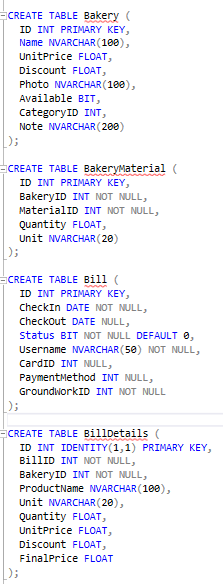 CREATE TABLE Bakery (
ID INT PRIMARY KEY,
Name NVARCHAR(100),
UnitPrice FLOAT,
Discount FLOAT,
Photo NVARCHAR(100),
Available BIT,
CategoryID INT,
Note NVARCHAR(200)
);
CREATE TABLE BakeryMaterial (
ID INT PRIMARY KEY,
BakeryID INT NOT NULL,
MaterialID INT NOT NULL,
Quantity FLOAT,
Unit NVARCHAR(20)
);
CREATE TABLE Bill (
ID INT PRIMARY KEY,
CheckIn DATE NOT NULL,
CheckOut DATE NULL,
Status BIT NOT NULL DEFAULT 0,
Username NVARCHAR(50) NOT NULL,
CardID INT NULL,
PaymentMethod INT NULL,
GroundWorkID INT NOT NULL
);
CREATE TABLE BillDetails (
ID INT IDENTITY(1,1) PRIMARY KEY,
BillID INT NOT NULL,
BakeryID INT NOT NULL,
ProductName NVARCHAR(100),
Unit NVARCHAR(20),
Quantity FLOAT,
UnitPrice FLOAT,
Discount FLOAT,
FinalPrice FLOAT
);